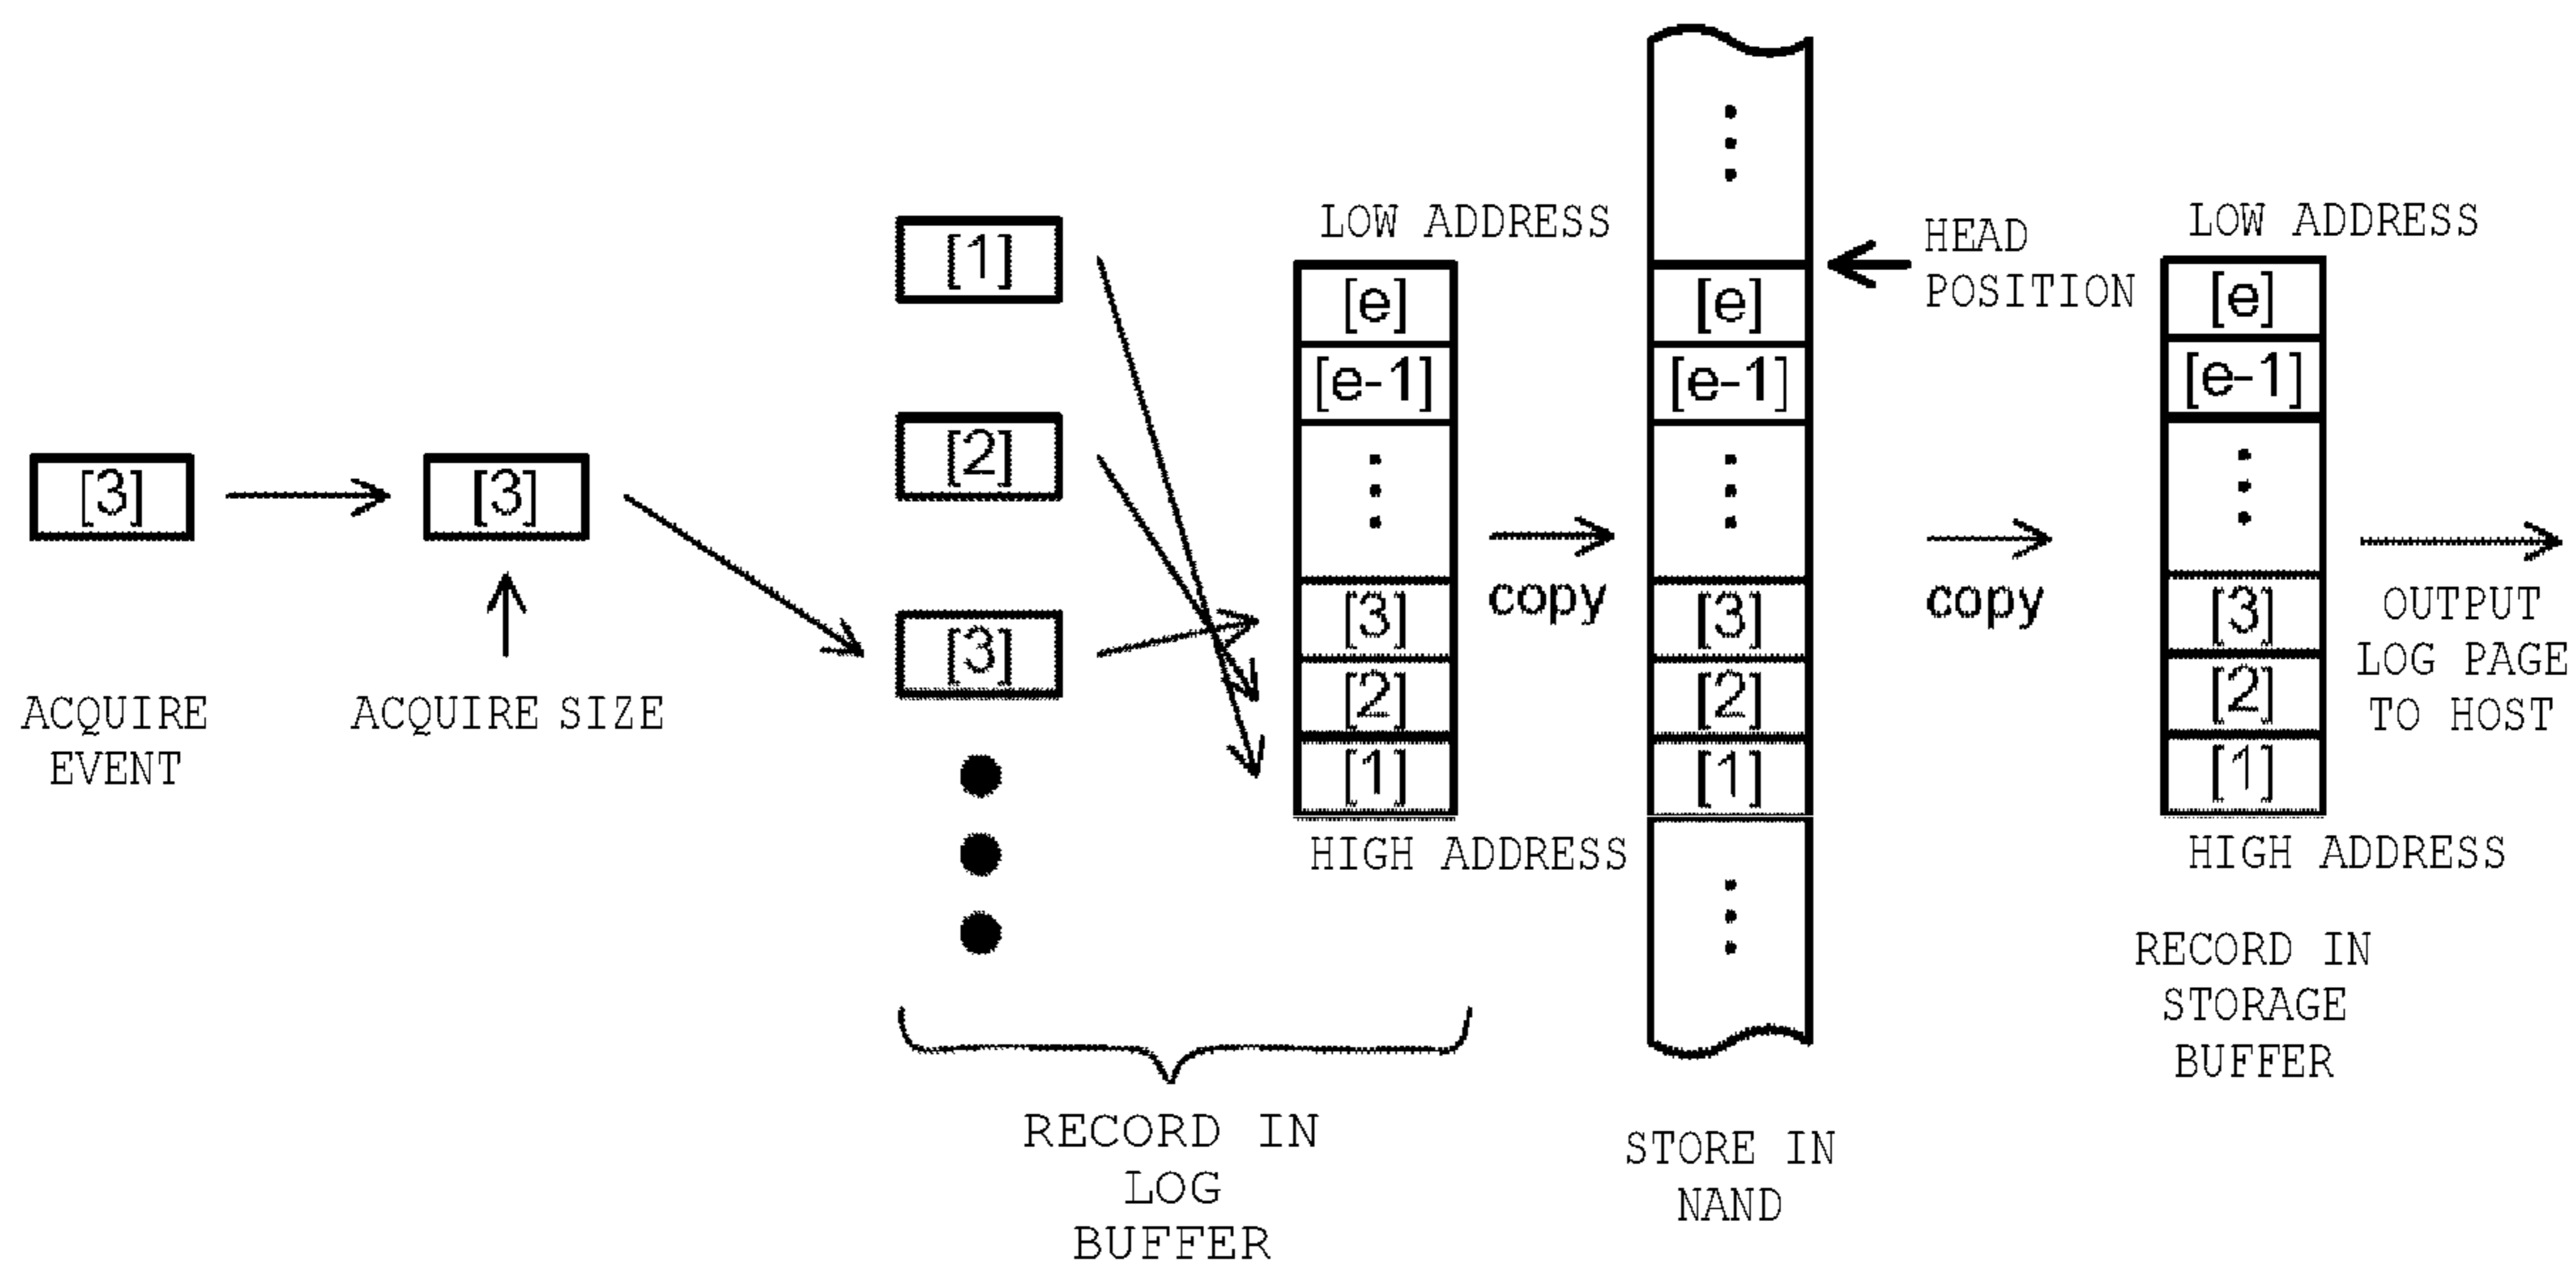 [3]
ACQUIRE
EVENT
[3]
ACQUIRE SIZE
[1]
[2]
[3]
RECORD IN
LOG
BUFFER
LOW ADDRESS
[e]
[e-1]
[3]
[2]
[1]
HIGH ADDRESS
copy
[e]
[e-1]
[3]
[2]
[1]
STORE IN
NAND
HEAD
POSITION
copy
LOW ADDRESS
[e]
[e-1]
[3]
[2]
[1]
HIGH ADDRESS
RECORD IN
STORAGE
BUFFER
OUTPUT
LOG PAGE
TO HOST